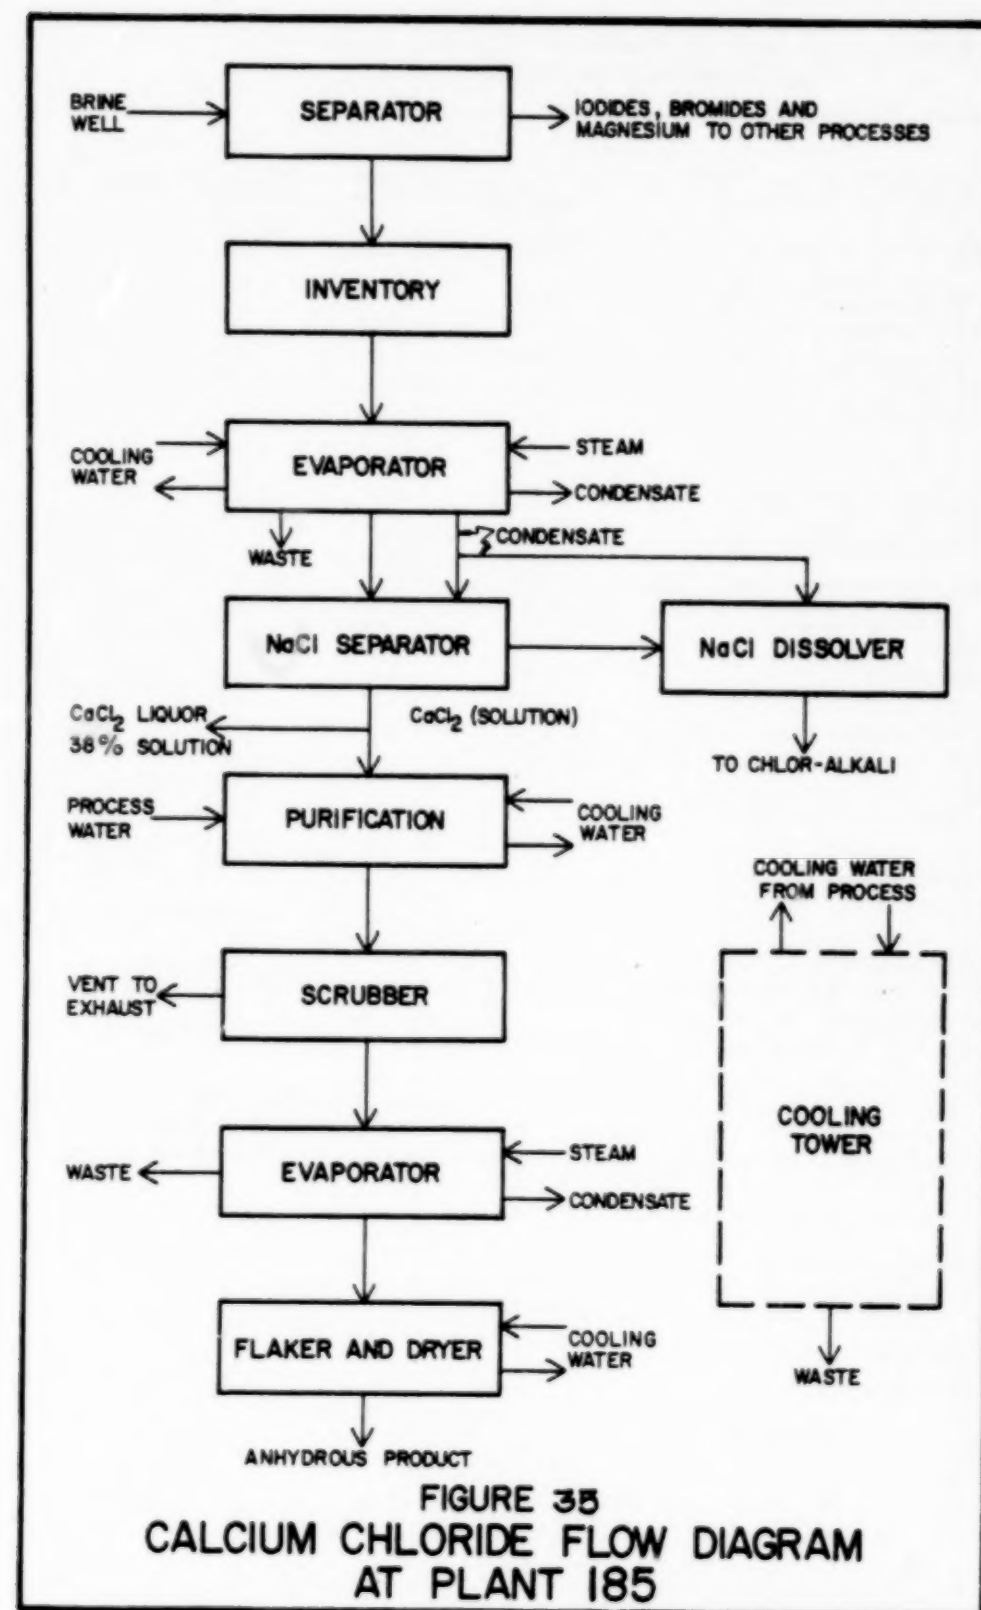 BRINE
WELL
SEPARATOR
IODIDES, BROMIDES AND
MAGNESIUM TO OTHER PROCESSES
INVENTORY
COOLING
WATER
EVAPORATOR
STEAM
CONDENSATE
WASTE
CONDENSATE
NaCl SEPARATOR
NaCl DISSOLVER
CaCl2 LIQUOR
38% SOLUTION
CaCl2 (SOLUTION)
TO CHLOR-ALKALI
PROCESS
WATER
PURIFICATION
COOLING
WATER
COOLING WATER
FROM PROCESS
VENT TO
EXHAUST
SCRUBBER
COOLING
TOWER
WASTE
EVAPORATOR
STEAM
CONDENSATE
FLAKER AND DRYER
COOLING
WATER
WASTE
ANHYDROUS PRODUCT
FIGURE 35
CALCIUM CHLORIDE FLOW DIAGRAM
AT PLANT 185